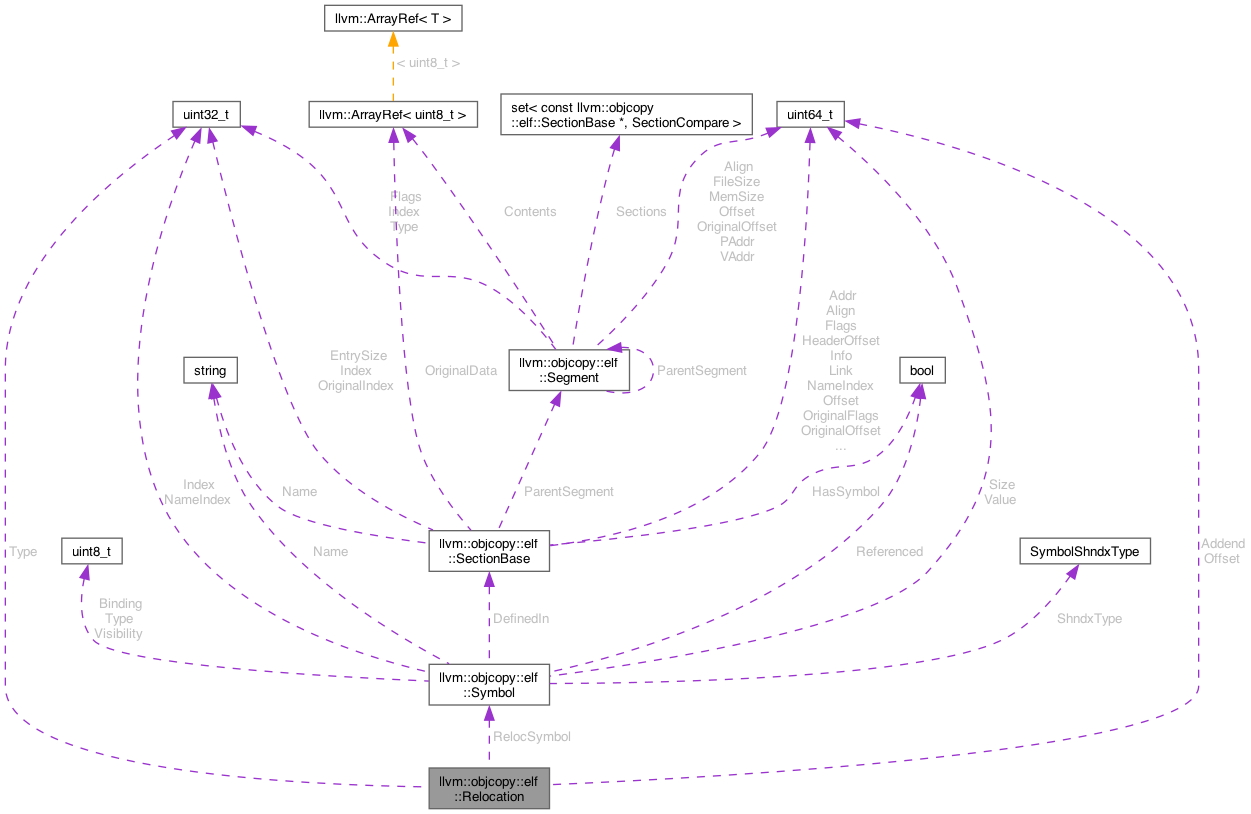 llvm::ArrayRef< T >
< uint8_t >
uint32_t
llvm::ArrayRef< uint8_t >
set< const llvm::objcopy
::elf::SectionBase *, SectionCompare >
uint64_t
Flags
Index
Type
Contents
Sections
Align
FileSize
MemSize
Offset
OriginalOffset
PAddr
VAddr
string
EntrySize
Index
OriginalIndex
OriginalData
llvm::objcopy::elf
::Segment
ParentSegment
Addr
Align
Flags
HeaderOffset
Info
Link
NameIndex
Offset
OriginalFlags
OriginalOffset
...
bool
Index
NameIndex
Name
ParentSegment
HasSymbol
Size
Value
uint8_t
Name
llvm::objcopy::elf
::SectionBase
Referenced
SymbolShndxType
Type
Addend
Offset
Binding
Type
Visibility
DefinedIn
ShndxType
llvm::objcopy::elf
::Symbol
RelocSymbol
llvm::objcopy::elf
::Relocation